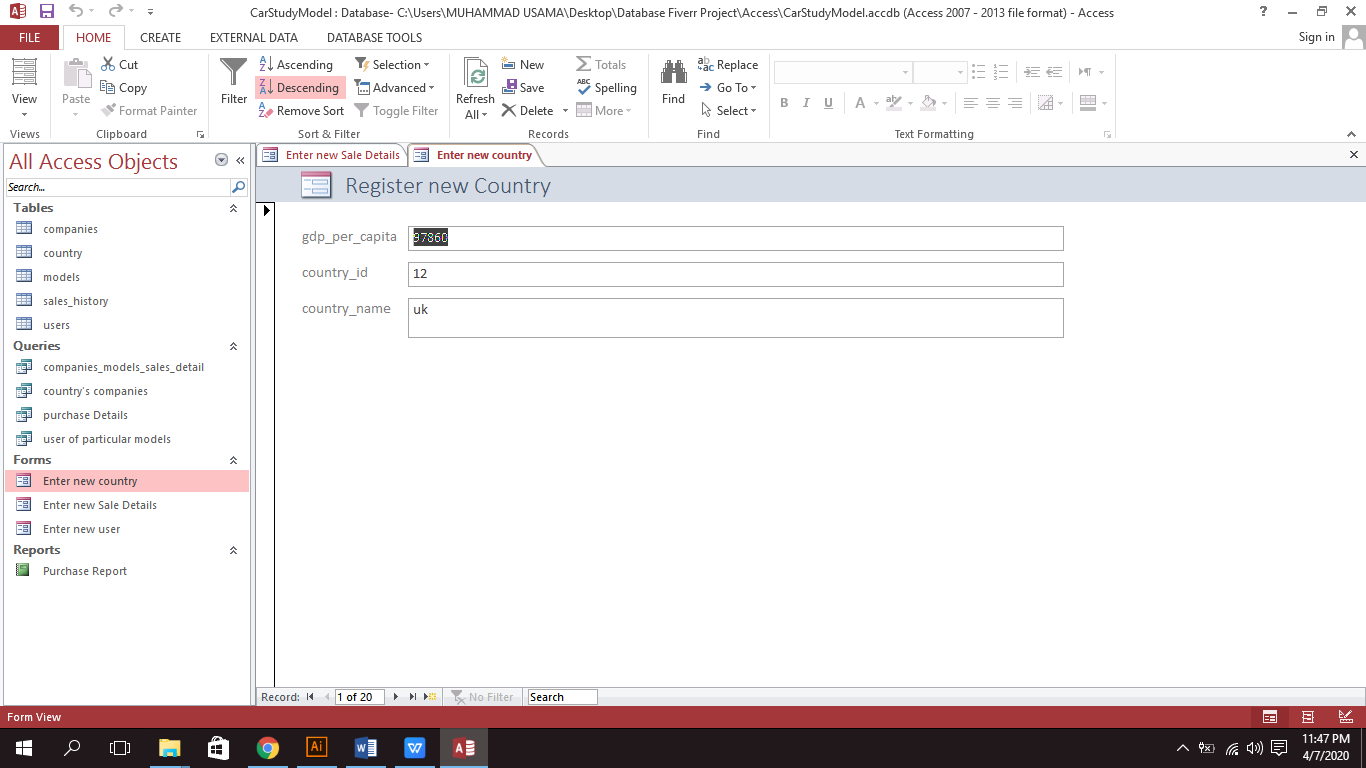 CarStudyModel : Database- C:\Users\MUHAMMAD USAMA\Desktop\Database Fiverr Project\Access\CarStudyModel.accdb (Access 2007 - 2013 file format) - Access
FILE HOME CREATE EXTERNAL DATA DATABASE TOOLS Sign in
Cut Ascending Selection New Totals Replace
View Paste Copy Filter Descending Advanced Refresh All Save Spelling Find Go To
Format Painter Remove Sort Toggle Filter Delete More Select
B I U A ab A
Views Clipboard Sort & Filter Records Find Text Formatting
All Access Objects
Search...
Tables
companies
country
models
sales_history
users
Queries
companies_models_sales_detail
country's companies
purchase Details
user of particular models
Forms
Enter new country
Enter new Sale Details
Enter new user
Reports
Purchase Report
Enter new Sale Details Enter new country
Register new Country
gdp_per_capita 97860
country_id 12
country_name uk
Record: 1 of 20 No Filter Search
Form View
11:47 PM
4/7/2020